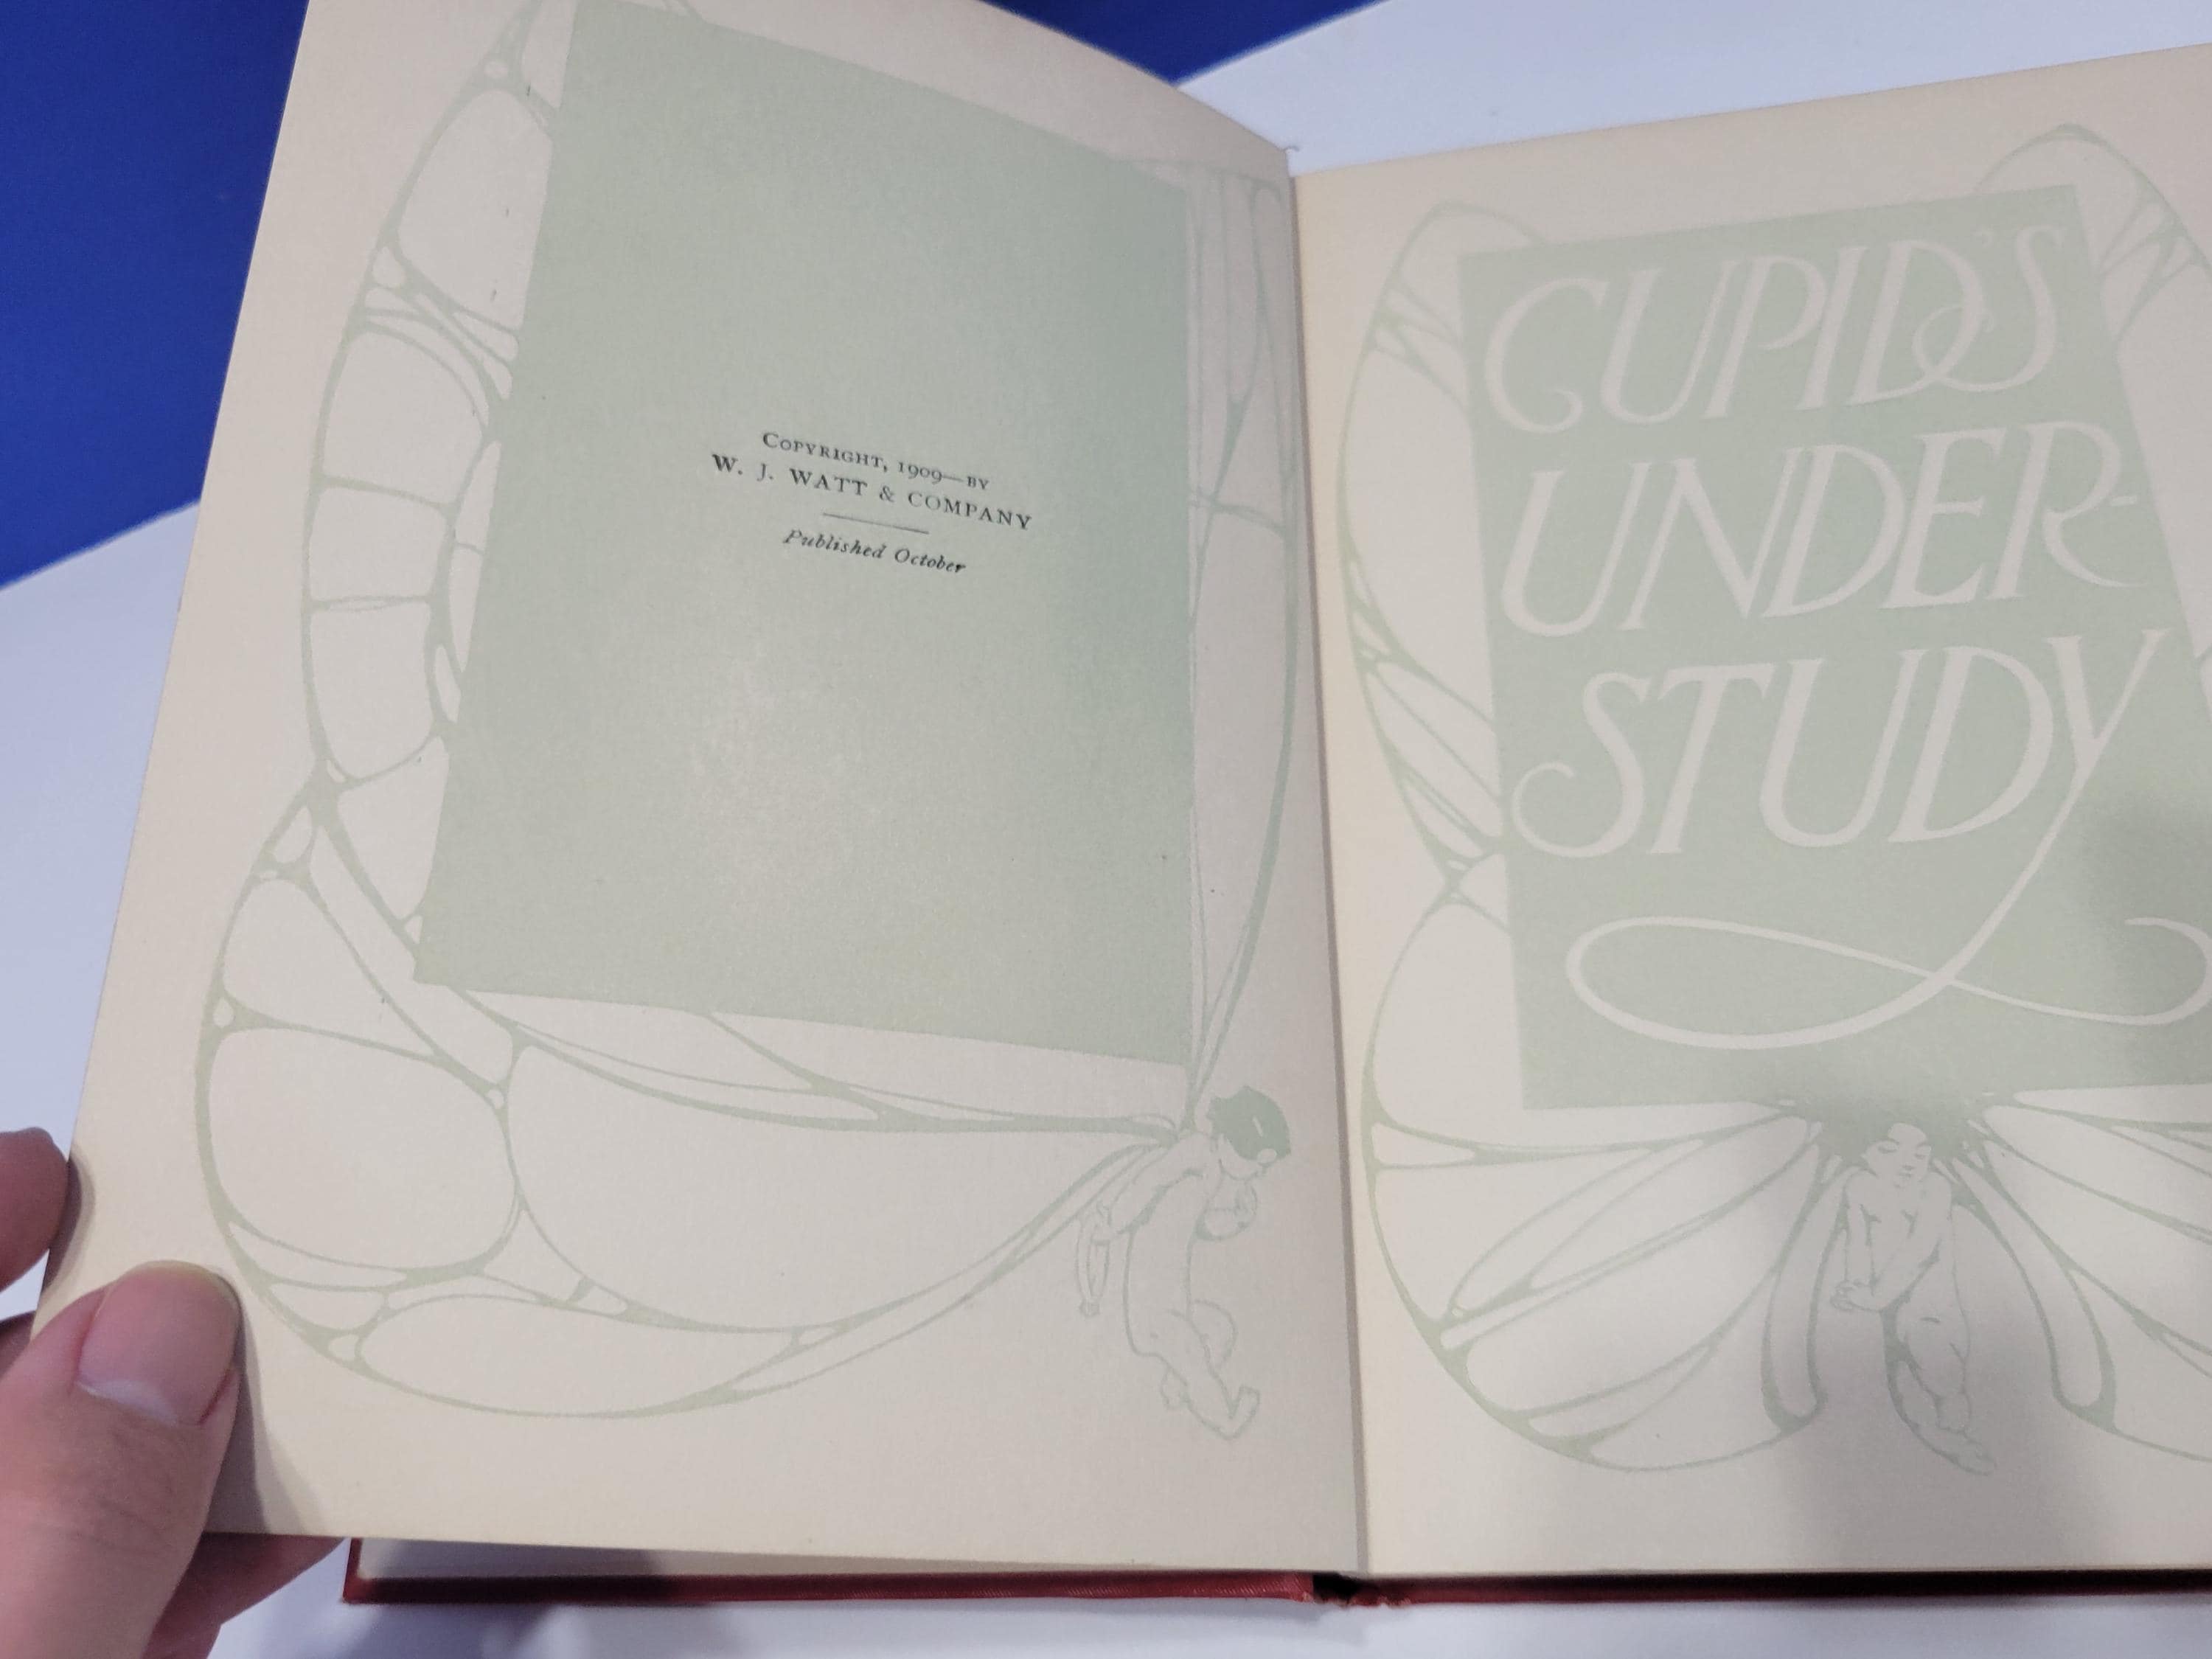 COPYRIGHT, 1909—BY
W. J. WATT & COMPANY
Published October
CUPID'S
UNDER-
STUDY